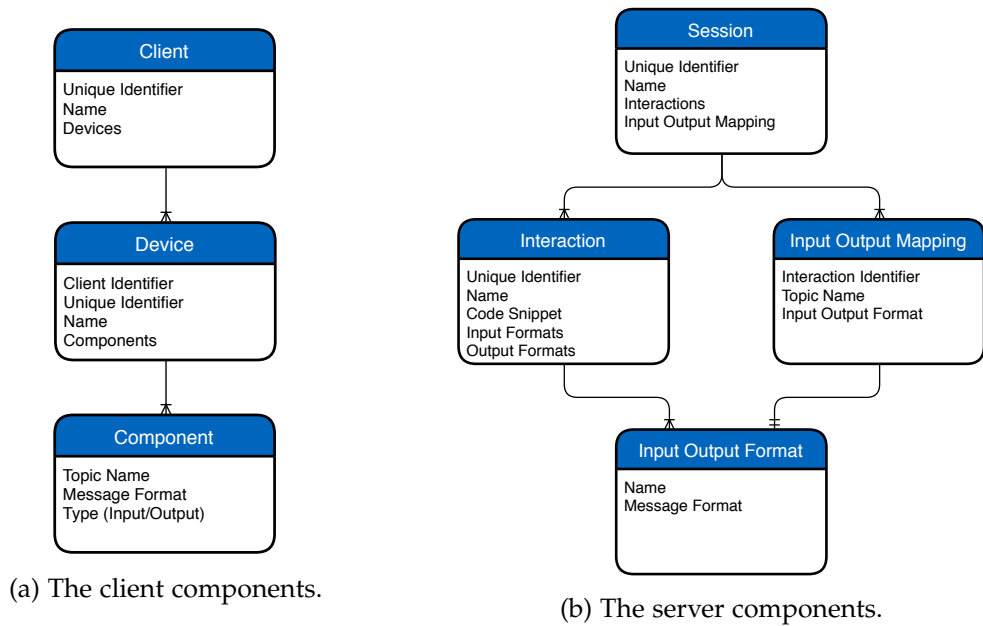 Client
Unique Identifier
Name
Devices
Device
Client Identifier
Unique Identifier
Name
Components
Component
Topic Name
Message Format
Type (Input/Output)
(a) The client components.
Session
Unique Identifier
Name
Interactions
Input Output Mapping
Interaction
Unique Identifier
Name
Code Snippet
Input Formats
Output Formats
Input Output Mapping
Interaction Identifier
Topic Name
Input Output Format
Input Output Format
Name
Message Format
(b) The server components.